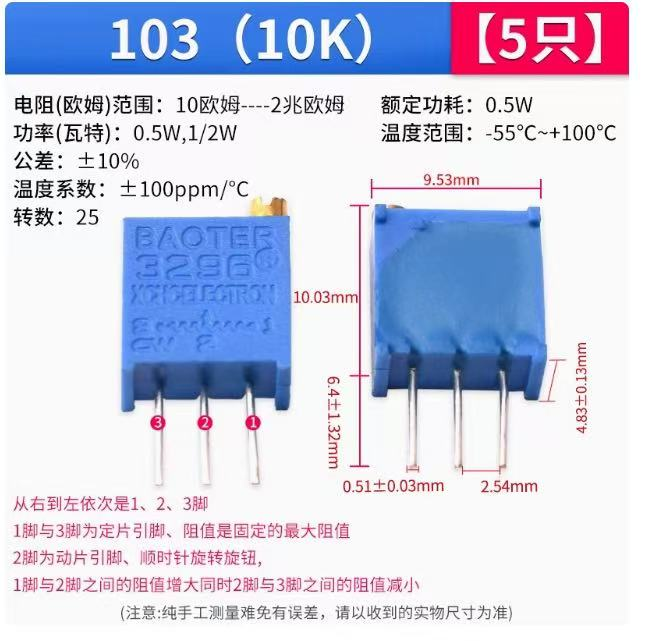 103（10K）
【5只】
电阻(欧姆)范围：10欧姆----2兆欧姆
额定功耗：0.5W
功率(瓦特)：0.5W,1/2W
温度范围：-55℃~+100℃
公差：±10%
温度系数：±100ppm/℃
转数：25
9.53mm
BAOTER
3296
10.03mm
CW 2
6.4±1.32mm
4.83±0.13mm
3 2 1
0.51±0.03mm
2.54mm
从右到左依次是1、2、3脚
1脚与3脚为定片引脚、阻值是固定的最大阻值
2脚为动片引脚、顺时针旋转旋钮,
1脚与2脚之间的阻值增大同时2脚与3脚之间的阻值减小
(注意:纯手工测量难免有误差，请以收到的实物尺寸为准)